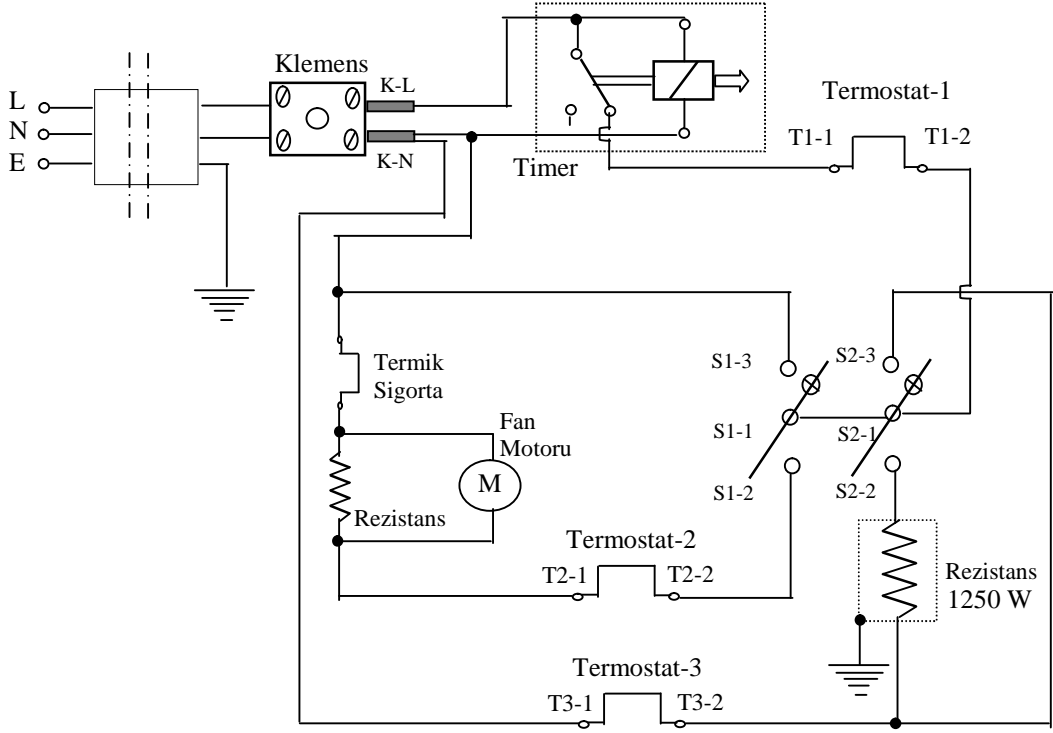 Klemens
K-L
L
N
E
K-N
Timer
Termostat-1
T1-1
T1-2
Termik
Sigorta
S1-3
S2-3
Fan
Motoru
S1-1
S2-1
M
S1-2
S2-2
Rezistans
Termostat-2
T2-1
T2-2
Rezistans
1250 W
Termostat-3
T3-1
T3-2